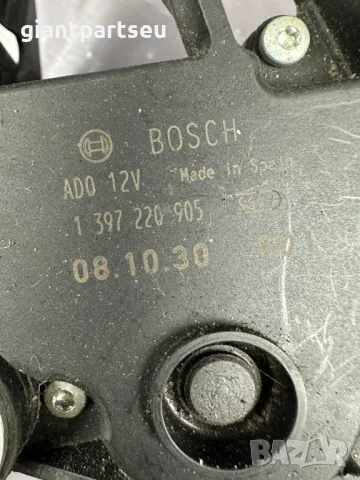 giantpartseu
BOSCH
ADO 12V Made in Spain
1 397 220 905
08.10.30
BAZAR